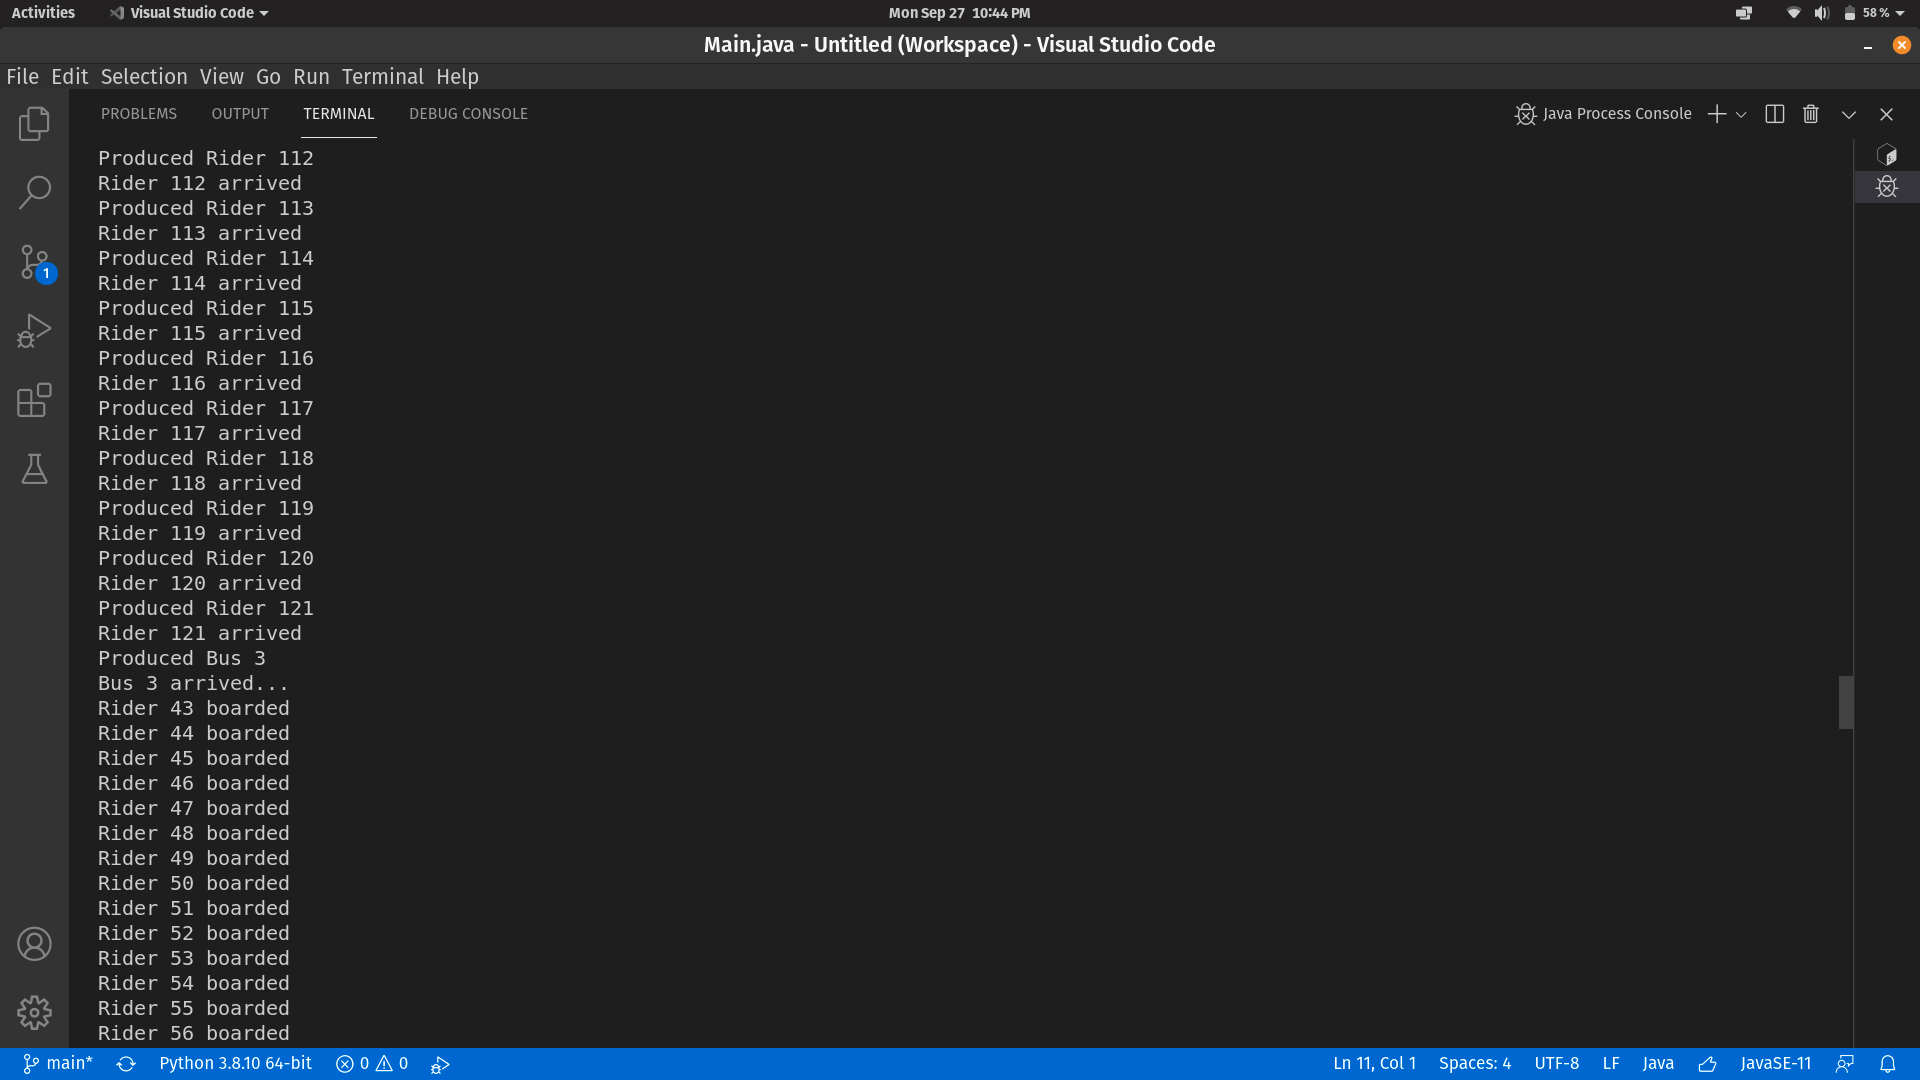 Activities Visual Studio Code Mon Sep 27 10:44 PM 58 %
Main.java - Untitled (Workspace) - Visual Studio Code
File Edit Selection View Go Run Terminal Help
PROBLEMS OUTPUT TERMINAL DEBUG CONSOLE Java Process Console
Produced Rider 112
Rider 112 arrived
Produced Rider 113
Rider 113 arrived
Produced Rider 114
Rider 114 arrived
Produced Rider 115
Rider 115 arrived
Produced Rider 116
Rider 116 arrived
Produced Rider 117
Rider 117 arrived
Produced Rider 118
Rider 118 arrived
Produced Rider 119
Rider 119 arrived
Produced Rider 120
Rider 120 arrived
Produced Rider 121
Rider 121 arrived
Produced Bus 3
Bus 3 arrived...
Rider 43 boarded
Rider 44 boarded
Rider 45 boarded
Rider 46 boarded
Rider 47 boarded
Rider 48 boarded
Rider 49 boarded
Rider 50 boarded
Rider 51 boarded
Rider 52 boarded
Rider 53 boarded
Rider 54 boarded
Rider 55 boarded
Rider 56 boarded
1
main* Python 3.8.10 64-bit 0 0 Ln 11, Col 1 Spaces: 4 UTF-8 LF Java JavaSE-11